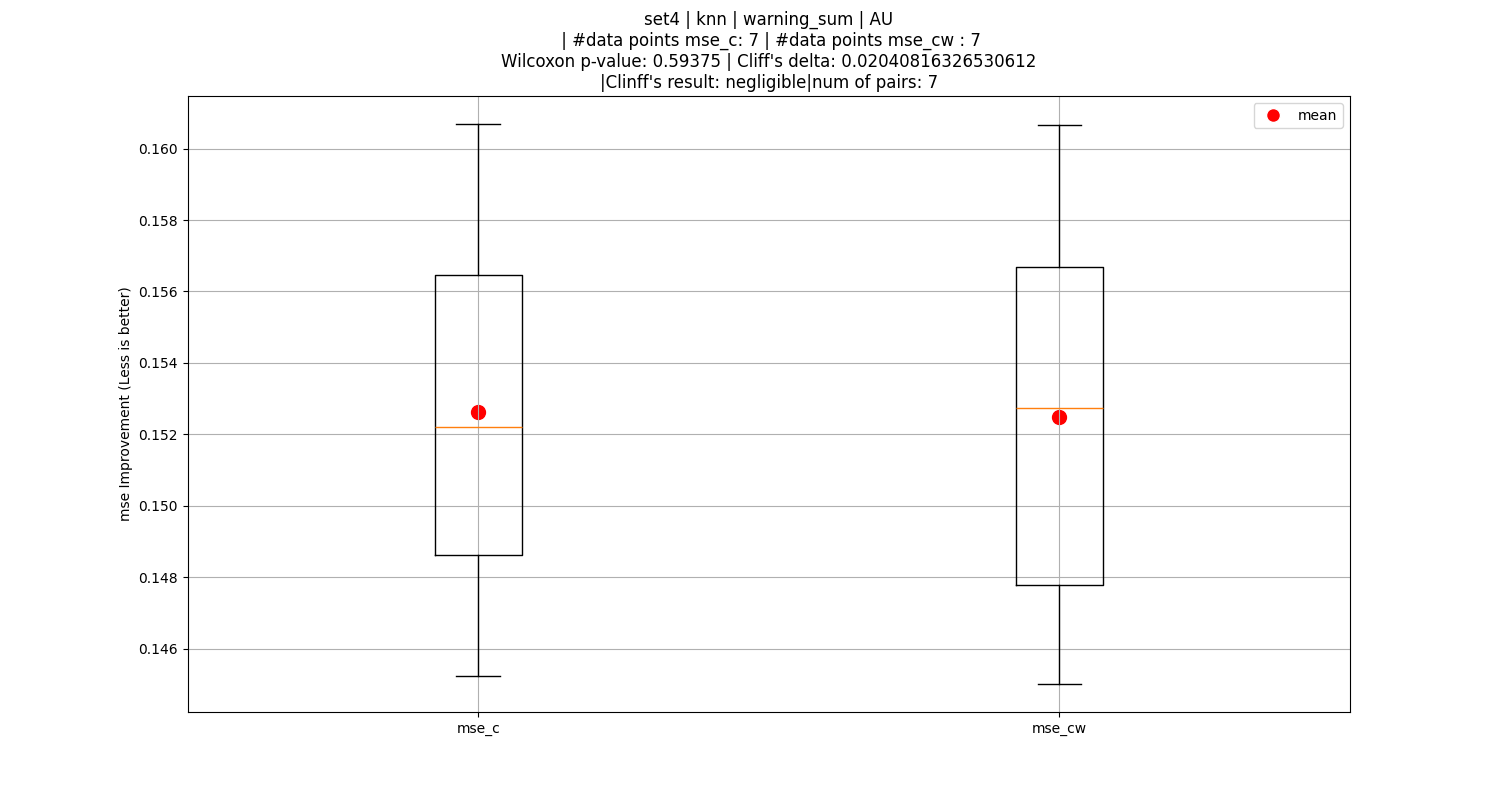 set4 | knn | warning_sum | AU
| #data points mse_c: 7 | #data points mse_cw : 7
Wilcoxon p-value: 0.59375 | Cliff's delta: 0.02040816326530612
|Clinff's result: negligible|num of pairs: 7
mean
mse Improvement (Less is better)
0.160
0.158
0.156
0.154
0.152
0.150
0.148
0.146
mse_c
mse_cw